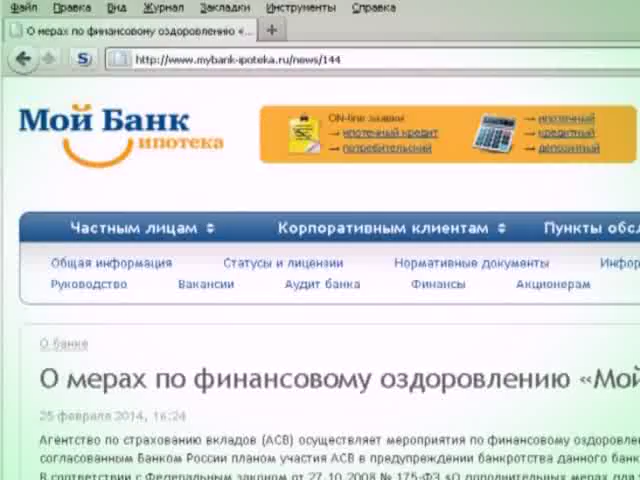 Файл Правка Вид Журнал Закладки Инструменты Справка
О мерах по финансовому оздоровлению «...
http://www.mybank-ipoteka.ru/news/144
Мой Банк
ипотека
ON-line заявки
→ ипотечный кредит
→ потребительский
→ ипотечный
→ кредитный
→ депозитный
Частным лицам Корпоративным клиентам Пункты
Общая информация Статусы и лицензии Нормативные документы
Руководство Вакансии Аудит банка Финансы Акционерам
О банке
О мерах по финансовому оздоровлению «Мой
25 февраля 2014, 16:24
Агентство по страхованию вкладов (АСВ) осуществляет мероприятия по финансовому
согласованным Банком России планом участия АСВ в предупреждении банкротства данного
В соответствии с Федеральным законом от 27.10.2008 № 175-ФЗ «О дополнительных мерах для